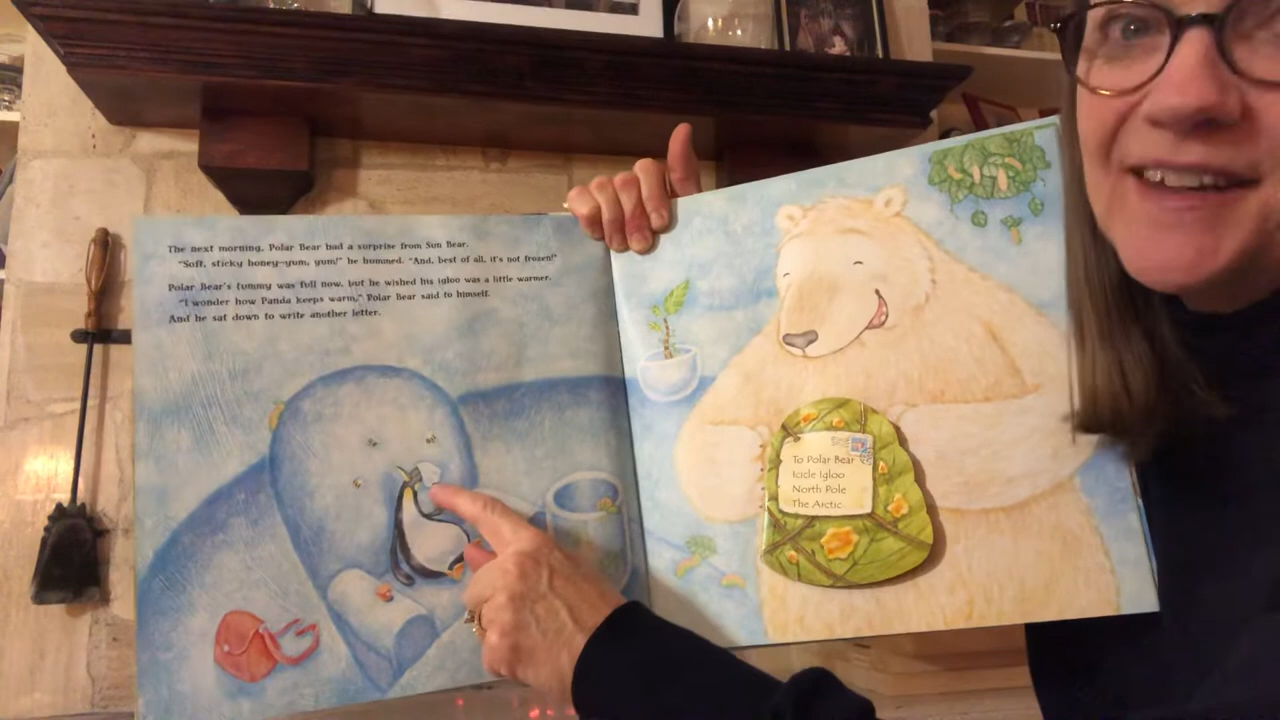 The next morning, Polar Bear had a surprise from Sun Bear.
"Soft, sticky honey—yum, yum!" he hummed. "And, best of all, it's not frozen!"
Polar Bear's tummy was full now, but he wished his igloo was a little warmer.
"I wonder how Panda keeps warm," Polar Bear said to himself.
And he sat down to write another letter.
To Polar Bear
Icicle Igloo
North Pole
The Arctic